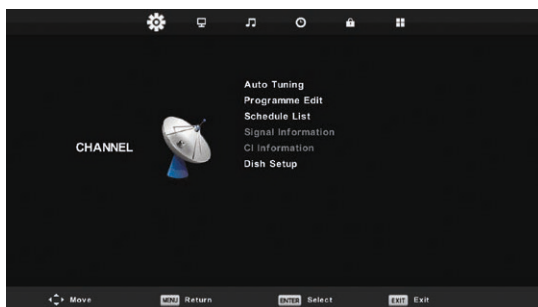 Auto Tuning
Programme Edit
Schedule List
Signal Information
CHANNEL
CI Information
Dish Setup
Move
MENU Return
ENTER Select
EXIT Exit